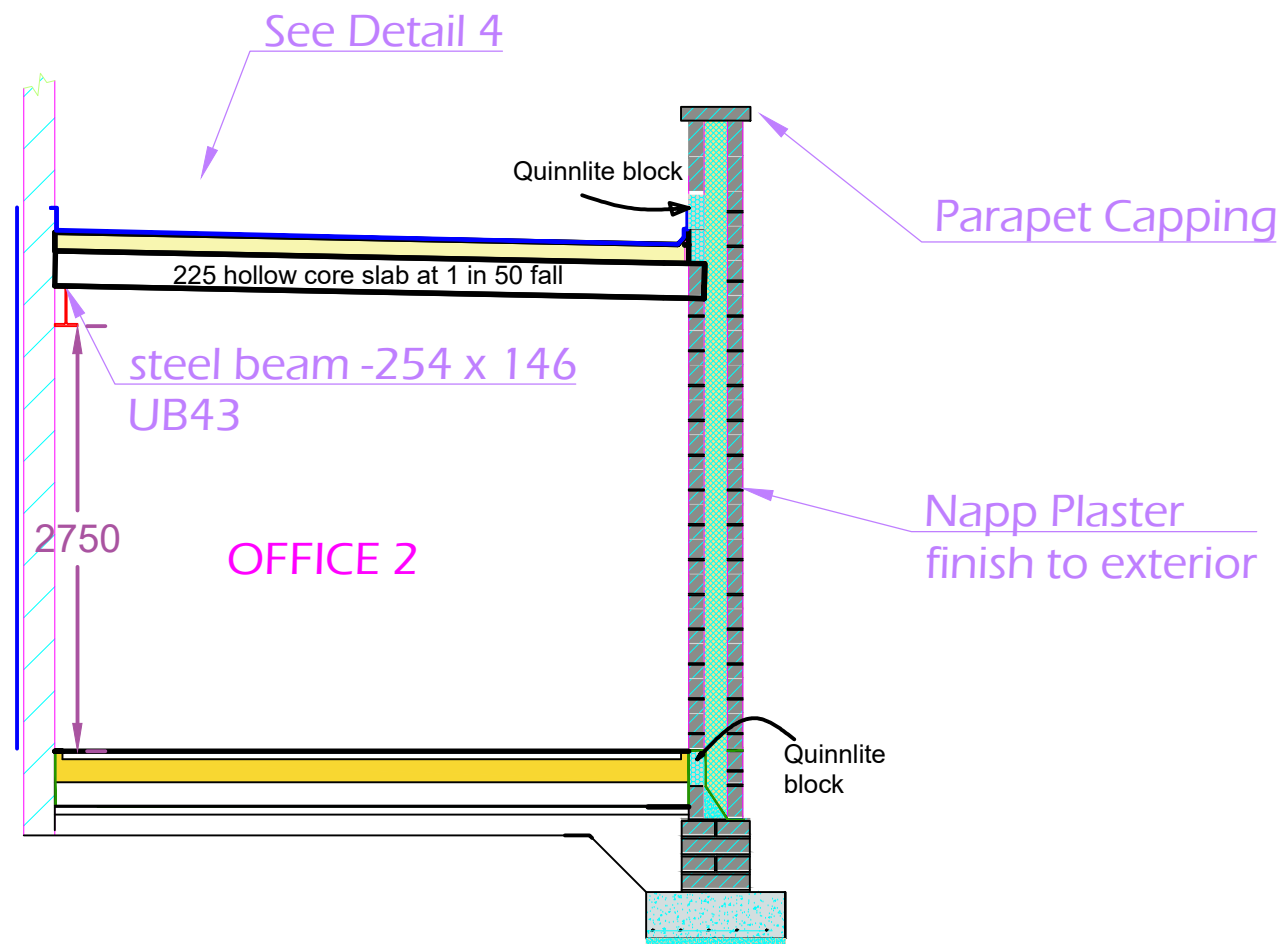 See Detail 4
Quinnlite block
Parapet Capping
225 hollow core slab at 1 in 50 fall
steel beam -254 x 146
UB43
2750
OFFICE 2
Napp Plaster
finish to exterior
Quinnlite
block